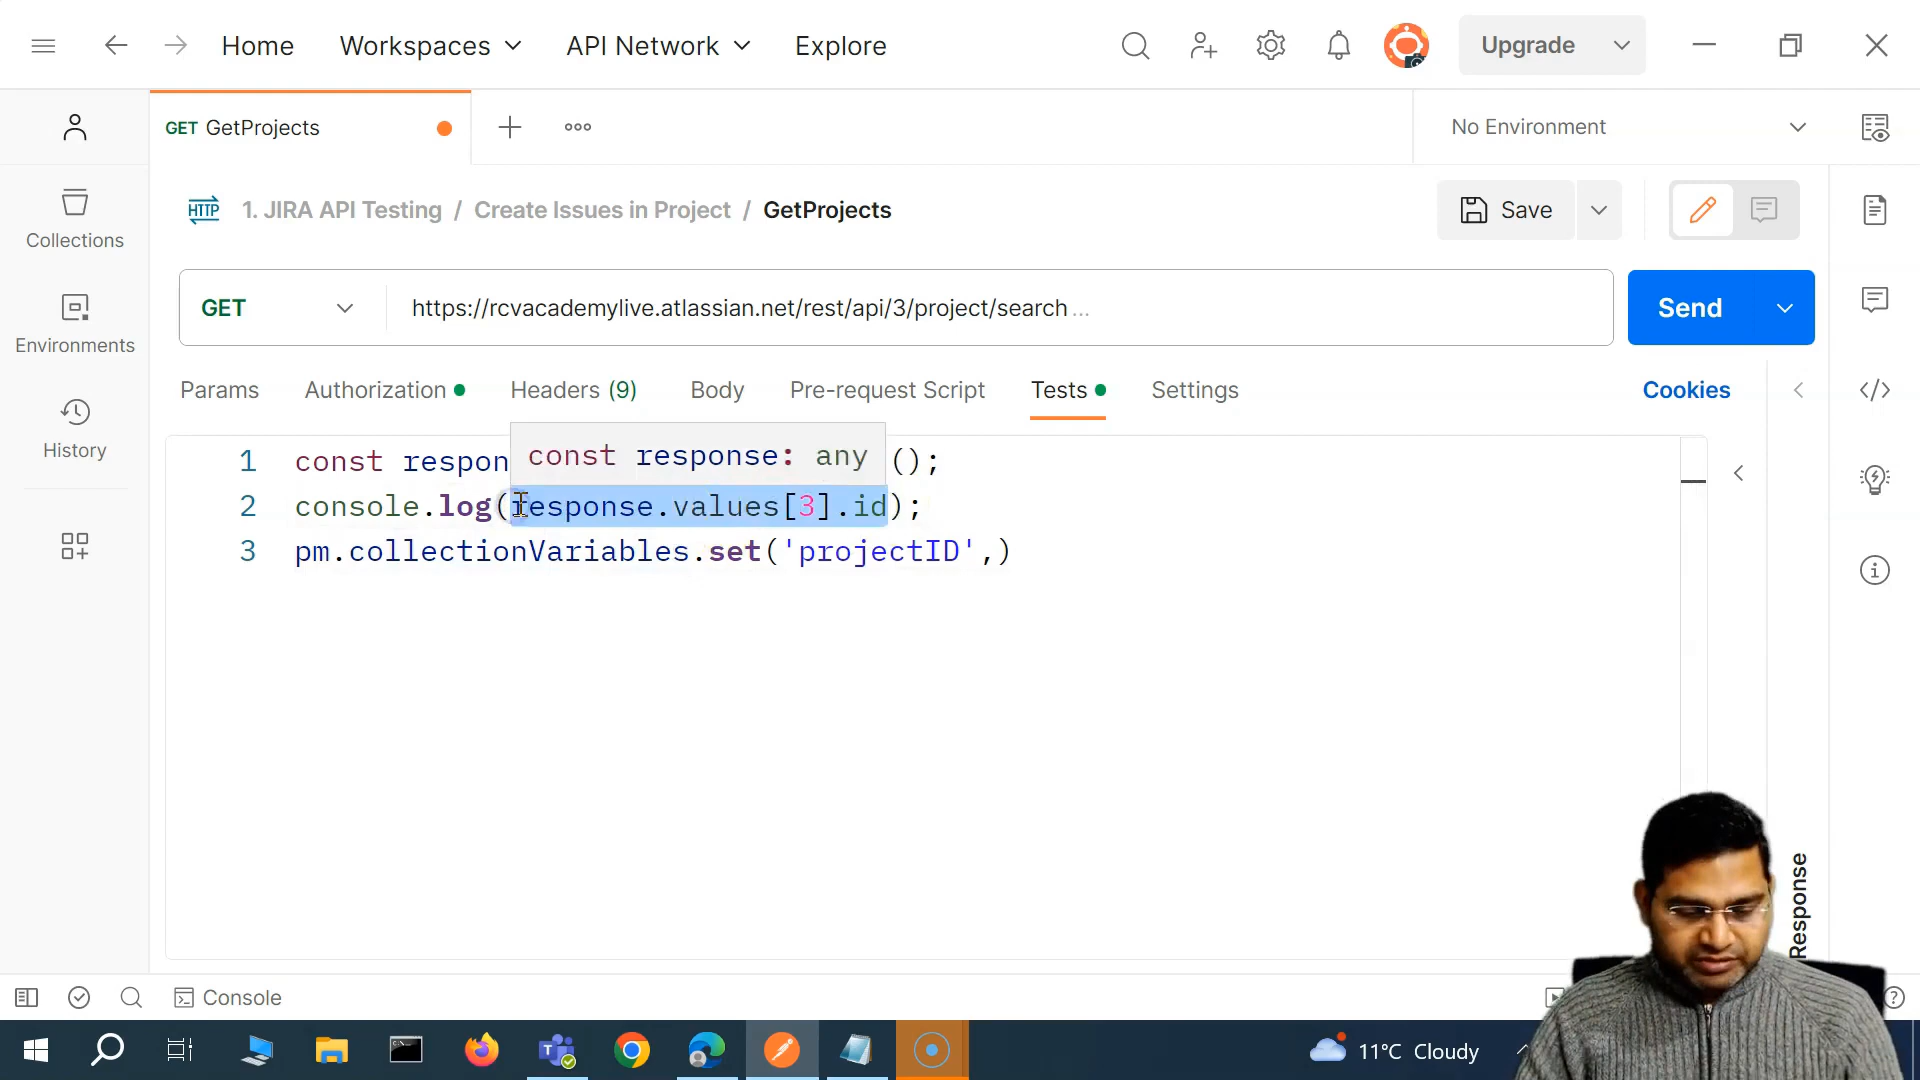 Home Workspaces API Network Explore Upgrade
GET GetProjects No Environment
HTTP 1. JIRA API Testing / Create Issues in Project / GetProjects Save
GET https://rcvacademylive.atlassian.net/rest/api/3/project/search ... Send
Params Authorization Headers (9) Body Pre-request Script Tests Settings Cookies
Collections
Environments
History
const response: any
1 const respon ();
2 console.log(response.values[3].id);
3 pm.collectionVariables.set('projectID',)
Response
Console
11°C Cloudy